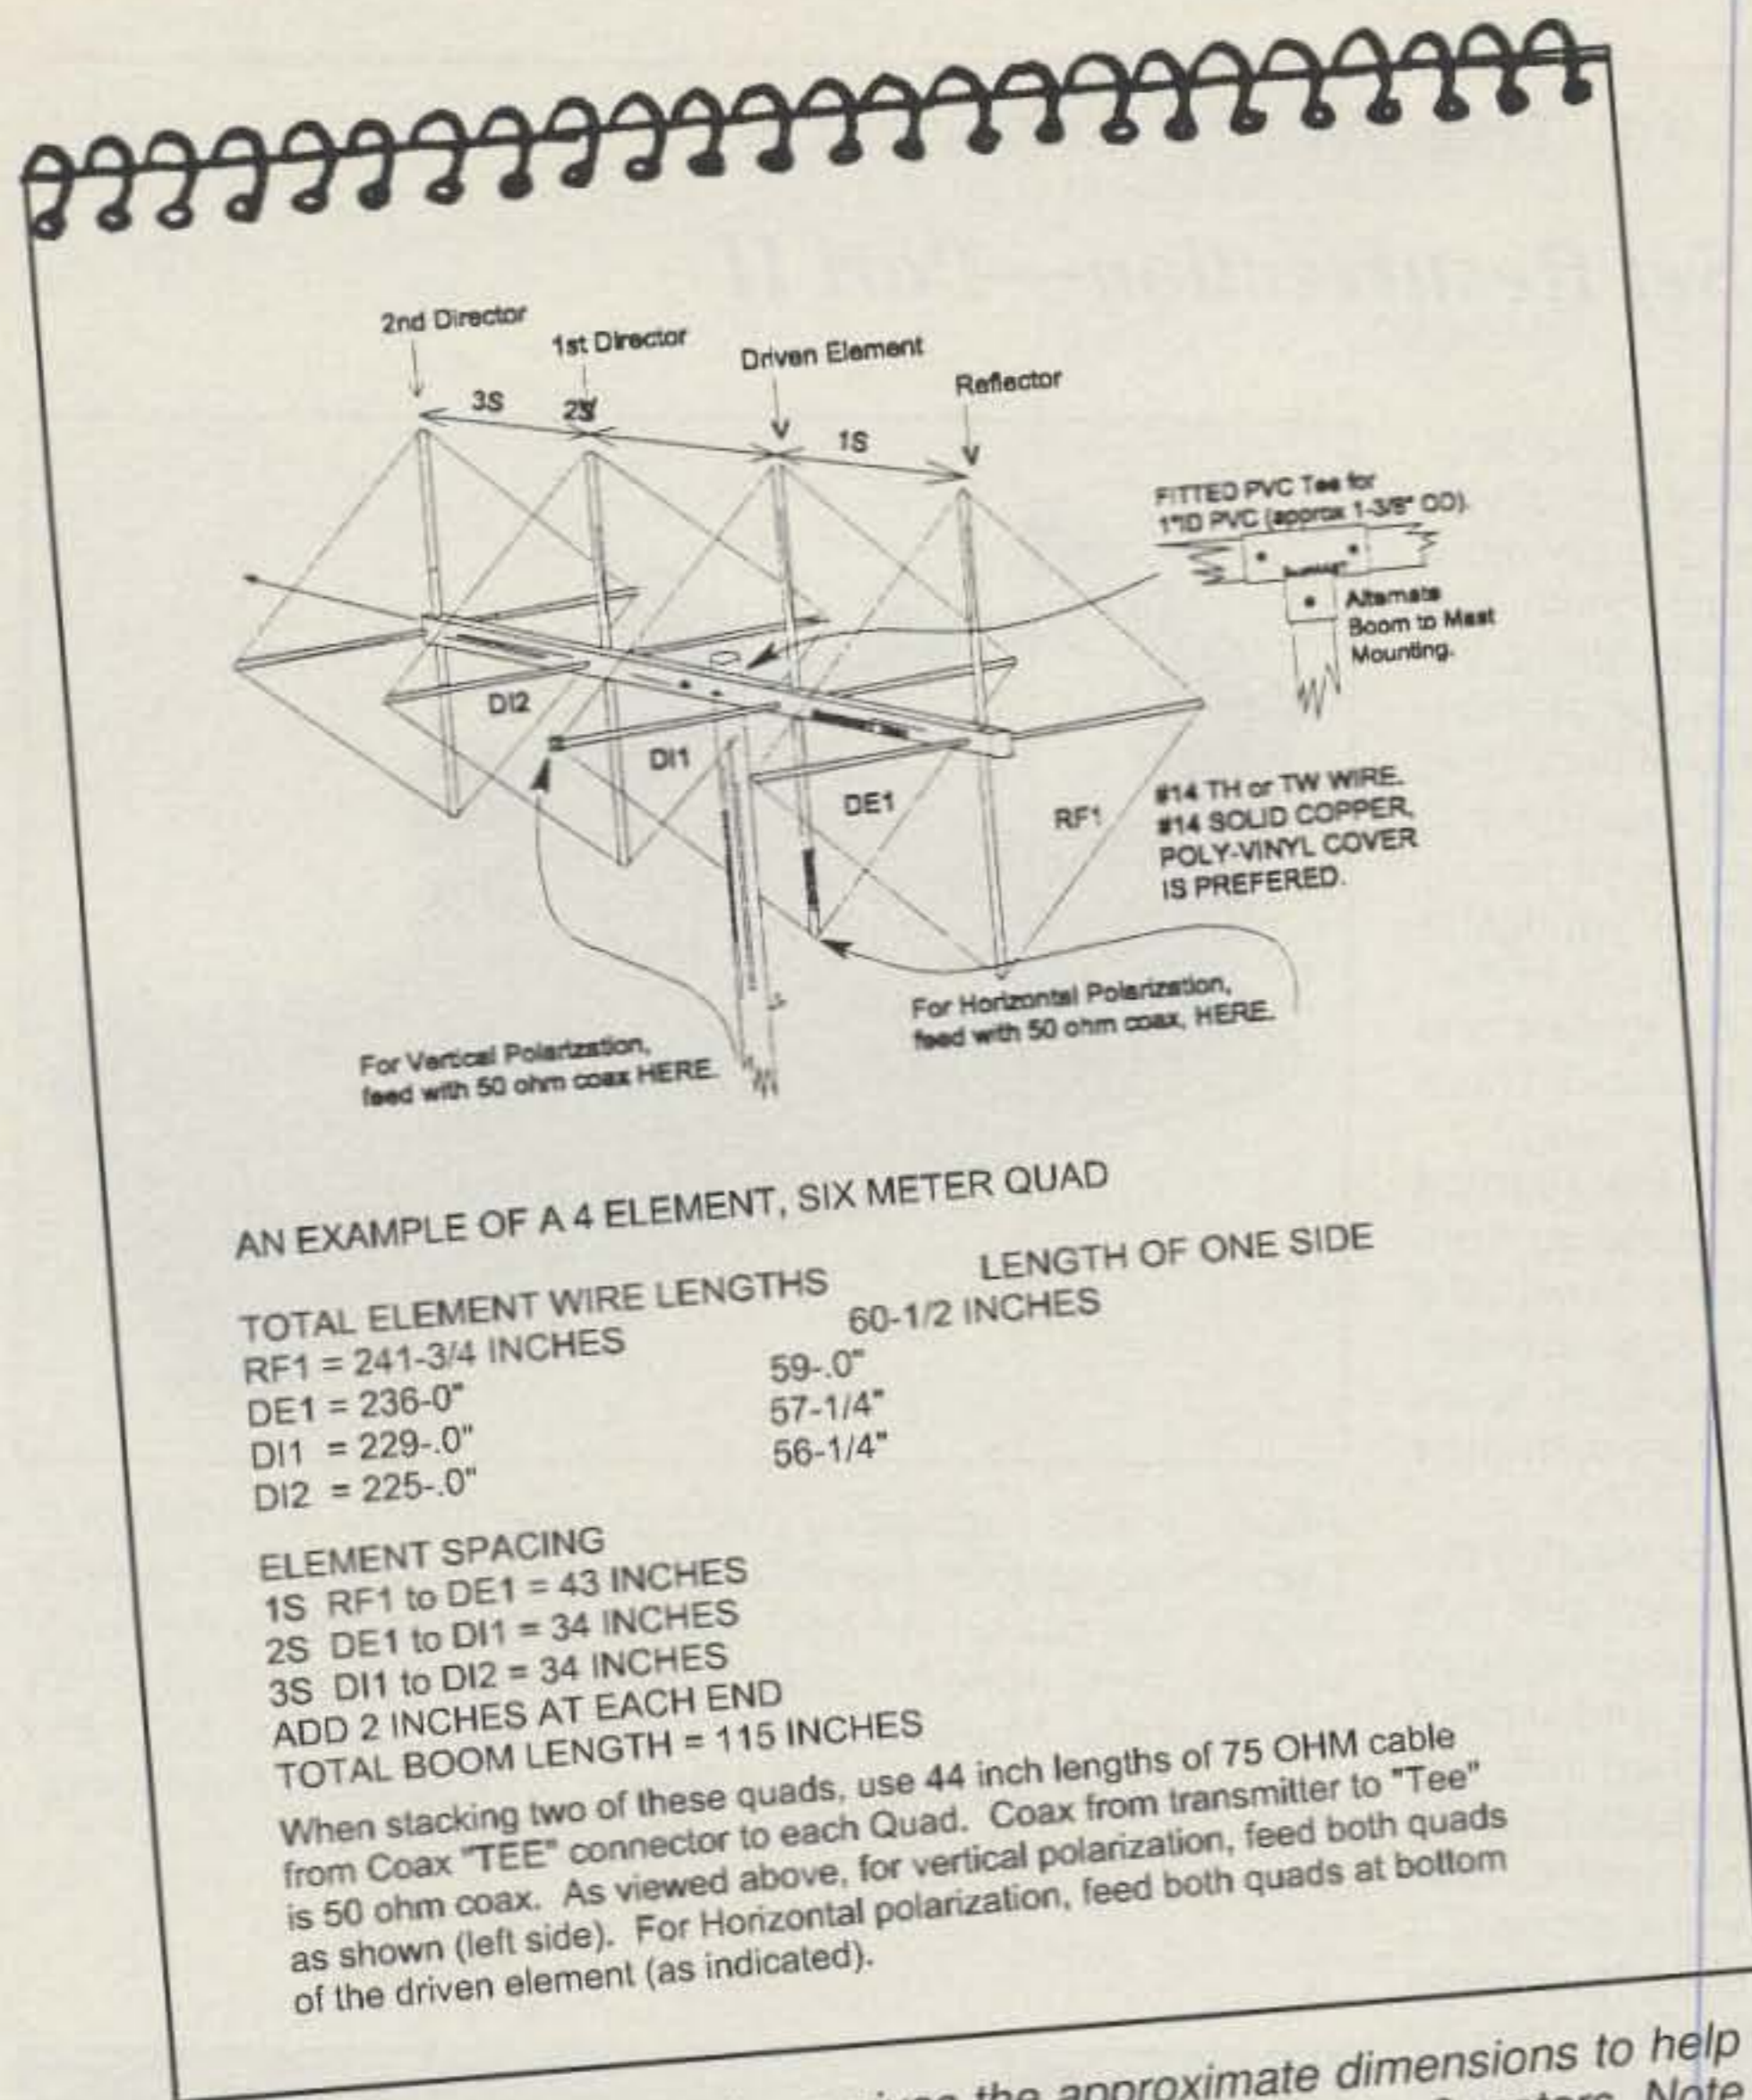 2nd Director
1st Director
Driven Element
Reflector
3S
2S
1S
FITTED PVC Tee for
1"ID PVC (approx 1-3/8" OD).
Alternate
Boom to Mast
Mounting.
DI2
DI1
DE1
RF1
#14 TH or TW WIRE.
#14 SOLID COPPER,
POLY-VINYL COVER
IS PREFERED.
For Horizontal Polarization,
feed with 50 ohm coax, HERE.
For Vertical Polarization,
feed with 50 ohm coax HERE.
AN EXAMPLE OF A 4 ELEMENT, SIX METER QUAD
TOTAL ELEMENT WIRE LENGTHS LENGTH OF ONE SIDE
RF1 = 241-3/4 INCHES 60-1/2 INCHES
DE1 = 236-0" 59-.0"
DI1 = 229-.0" 57-1/4"
DI2 = 225-.0" 56-1/4"
ELEMENT SPACING
1S RF1 to DE1 = 43 INCHES
2S DE1 to DI1 = 34 INCHES
3S DI1 to DI2 = 34 INCHES
ADD 2 INCHES AT EACH END
TOTAL BOOM LENGTH = 115 INCHES
When stacking two of these quads, use 44 inch lengths of 75 OHM cable
from Coax "TEE" connector to each Quad. Coax from transmitter to "Tee"
is 50 ohm coax. As viewed above, for vertical polarization, feed both quads
as shown (left side). For Horizontal polarization, feed both quads at bottom
of the driven element (as indicated).
the approximate dimensions to help
Note